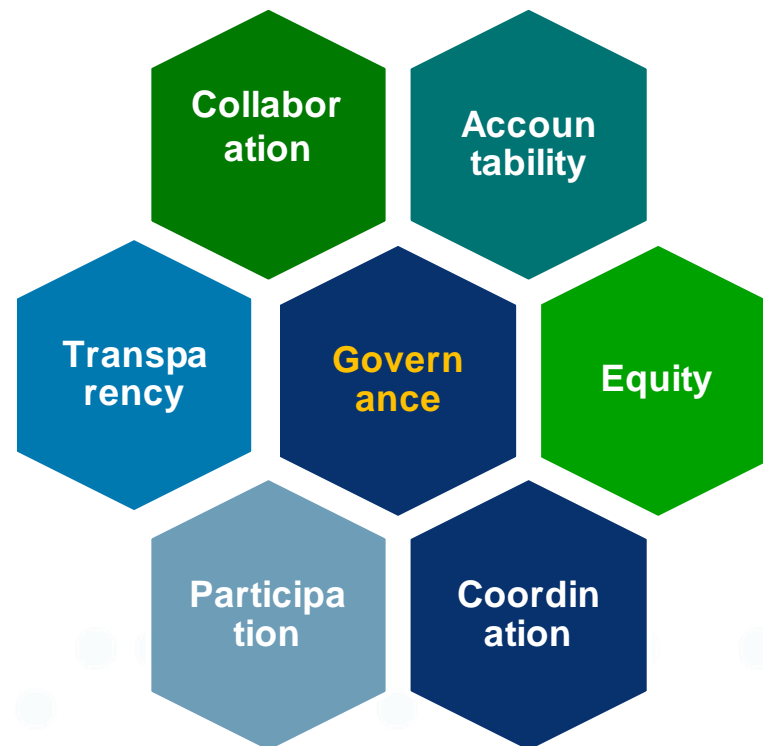 Collabor
ation
Accoun
tability
Transpa
rency
Govern
ance
Equity
Participa
tion
Coordin
ation